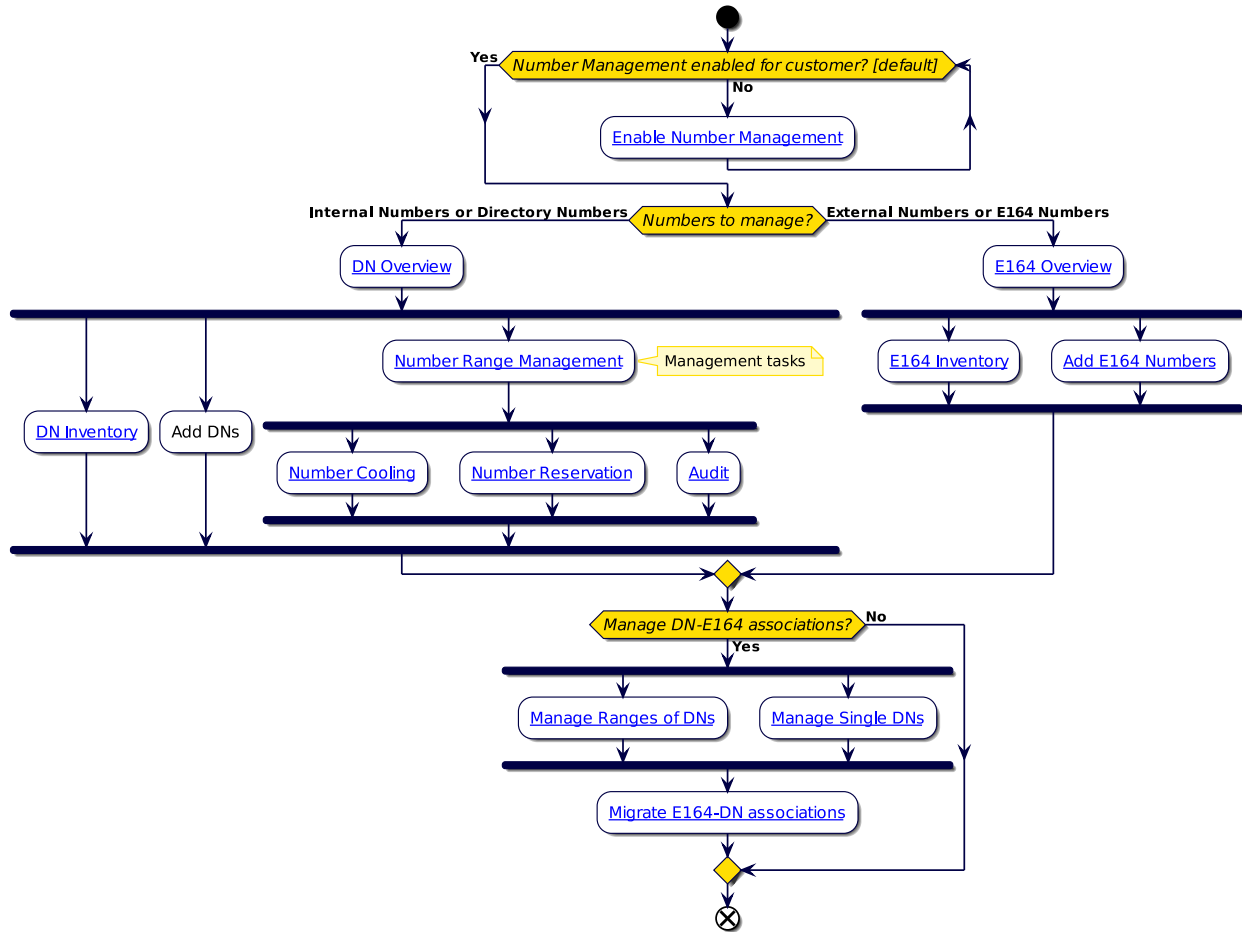 Yes
Number Management enabled for customer? [default]
No
Enable Number Management
Internal Numbers or Directory Numbers
Numbers to manage?
External Numbers or E164 Numbers
DN Overview
E164 Overview
Number Range Management
Management tasks
E164 Inventory
Add E164 Numbers
DN Inventory
Add DNs
Number Cooling
Number Reservation
Audit
Manage DN-E164 associations?
No
Yes
Manage Ranges of DNs
Manage Single DNs
Migrate E164-DN associations